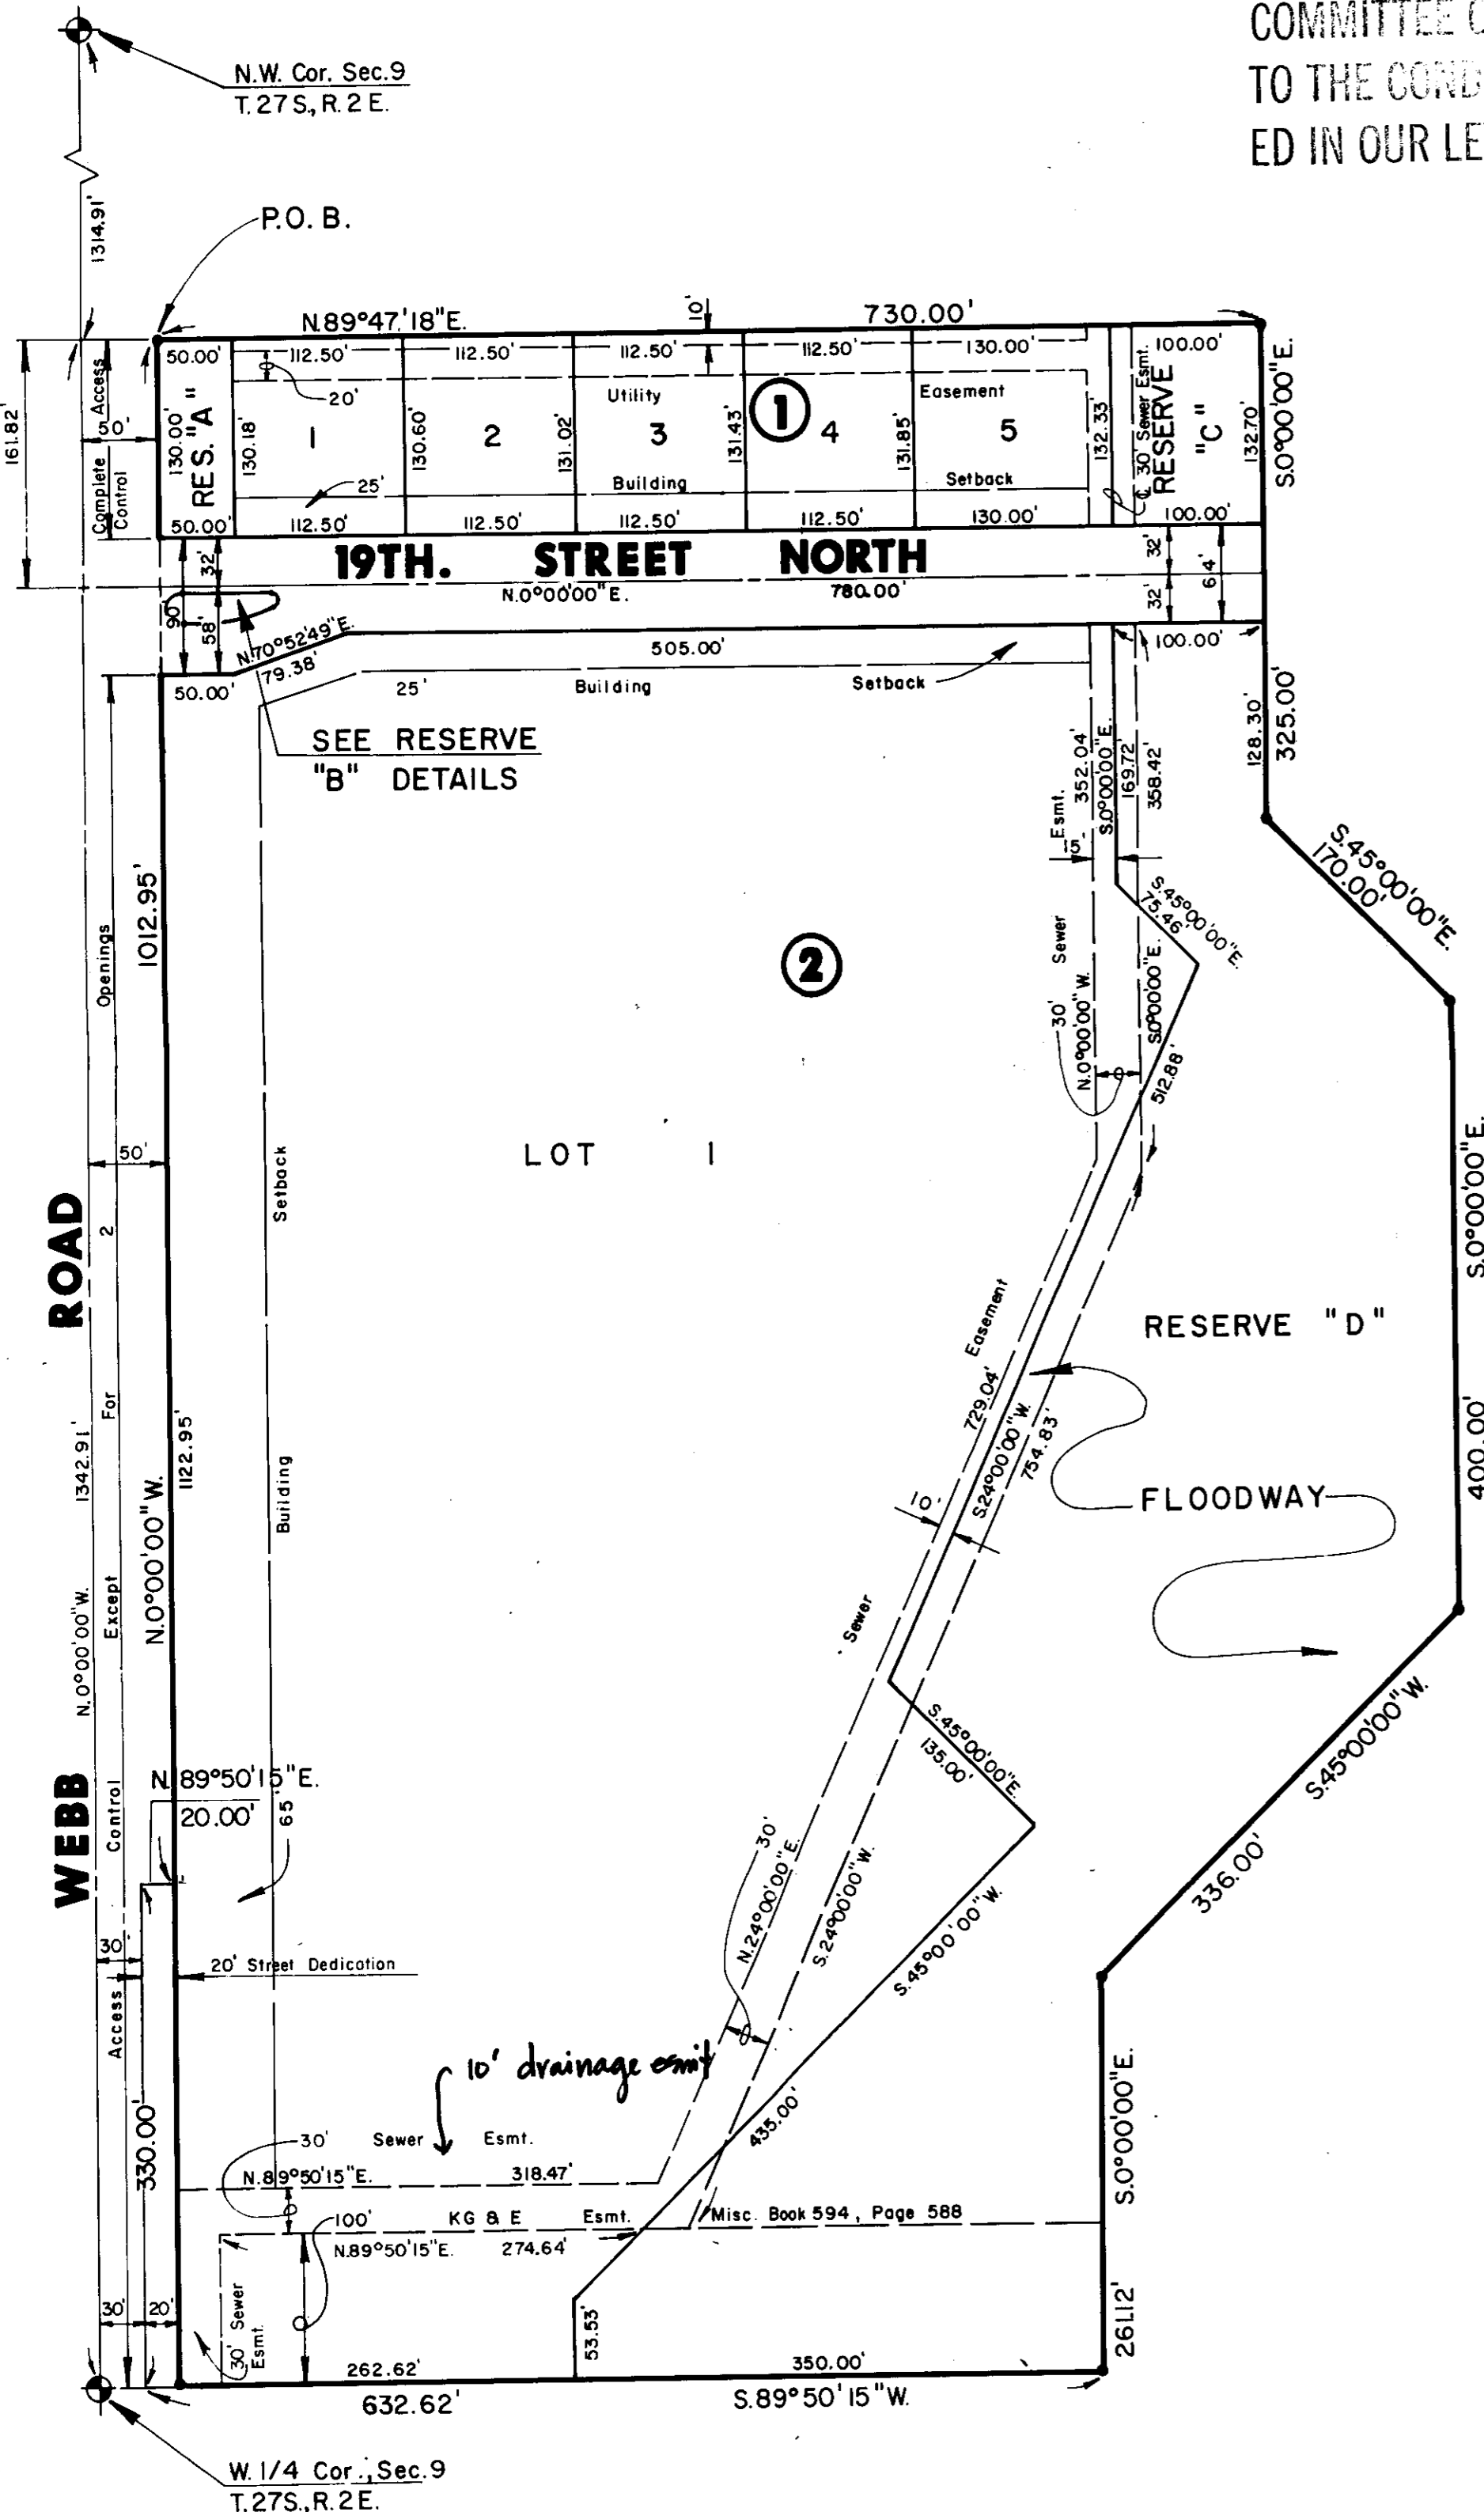 COMMITTEE
TO THE COND
ED IN OUR LE
N.W. Cor. Sec.9
T.27S., R.2E.
1314.91'
P.O.B.
N.89°47'18"E.
10'
730.00'
50.00'
112.50'
112.50'
112.50'
112.50'
130.00'
100.00'
161.82'
Access
50'
Complete
Control
130.00'
RES. "A"
130.18'
20'
1
130.60'
2
131.02'
Utility
3
131.43'
1
4
131.85'
Easement
5
132.33'
℄ 30' Sewer Esmt.
RESERVE
"C"
132.70'
S.0°00'00"E.
25'
Building
Setback
50.00'
112.50'
112.50'
112.50'
112.50'
130.00'
100.00'
32'
19TH. STREET NORTH
32'
64'
N.0°00'00"E.
780.00'
32'
90'
58'
N.70°52'49"E.
79.38'
505.00'
100.00'
50.00'
25'
Building
Setback
SEE RESERVE
"B" DETAILS
128.30'
325.00'
Esmt.
352.04'
S.0°00'00"E.
169.72'
358.42'
15'
S.45°00'00"E.
170.00'
1012.95'
S.45°00'00"E.
75.46'
Openings
2
Sewer
30'
N.0°00'00"W.
S.0°00'00"E.
512.88'
LOT 1
50'
Setback
S.0°00'00"E.
ROAD
2
Easement
RESERVE "D"
729.04'
For
S.24°00'00"W.
754.83'
400.00'
1342.91'
1122.95'
Building
10'
FLOODWAY
N.0°00'00"W.
Except
N.0°00'00"W.
Sewer
S.45°00'00"E.
135.00'
S.45°00'00"W.
336.00'
WEBB
N.89°50'15"E.
20.00'
65'
Control
30'
N.24°00'00"E.
S.24°00'00"W.
S.45°00'00"W.
30'
20' Street Dedication
Access
10' drainage esmt
435.00'
S.0°00'00"E.
330.00'
30' Sewer Esmt.
N.89°50'15"E.
318.47'
100'
KG & E Esmt.
Misc. Book 594, Page 588
N.89°50'15"E.
274.64'
30'
20'
30' Sewer
Esmt.
53.53'
261.12'
262.62'
350.00'
632.62'
S.89°50'15"W.
W. 1/4 Cor., Sec.9
T.27S., R.2E.